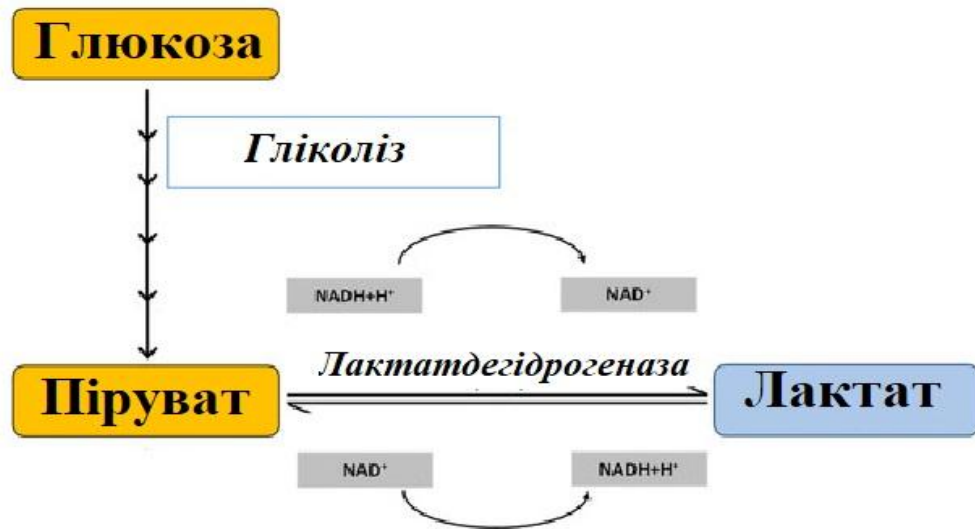 Глюкоза
Гліколіз
NADH+H⁺
NAD⁺
Лактатдегідрогеназа
Піруват
Лактат
NAD⁺
NADH+H⁺